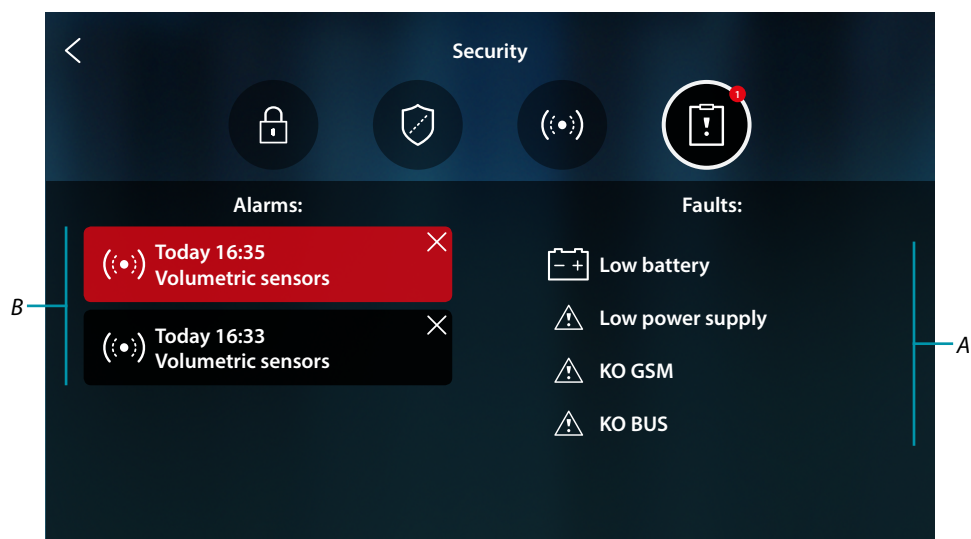 Security
1
Alarms:
Today 16:35
Volumetric sensors
Today 16:33
Volumetric sensors
B
Faults:
Low battery
Low power supply
KO GSM
KO BUS
A